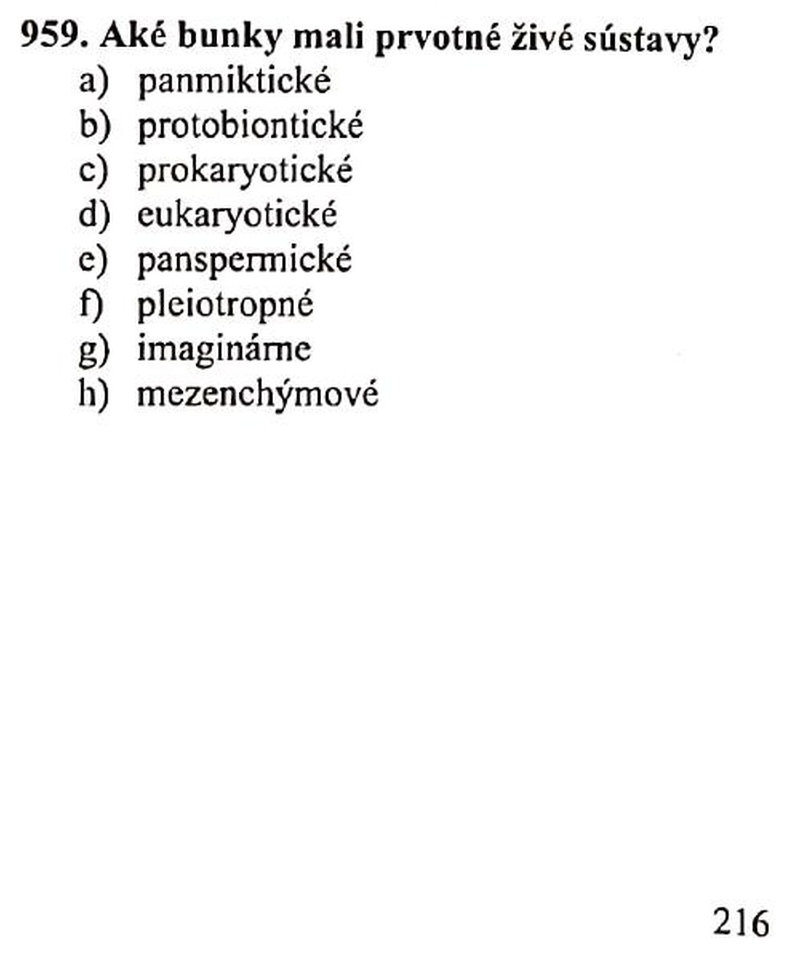 959. Aké bunky mali prvotné živé sústavy?
a) panmiktické
b) protobiontické
c) prokaryotické
d) eukaryotické
e) panspermické
f) pleiotropné
g) imaginárne
h) mezenchýmové
216